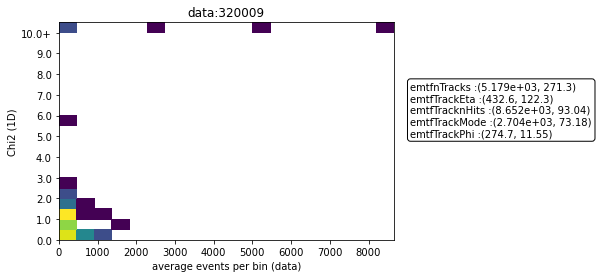 data:320009
10.0+
9.0
8.0
7.0
6.0
5.0
4.0
3.0
2.0
1.0
0.0
Chi2 (1D)
0 1000 2000 3000 4000 5000 6000 7000 8000
average events per bin (data)
emtfnTracks :(5.179e+03, 271.3)
emtfTrackEta :(432.6, 122.3)
emtfTracknHits :(8.652e+03, 93.04)
emtfTrackMode :(2.704e+03, 73.18)
emtfTrackPhi :(274.7, 11.55)